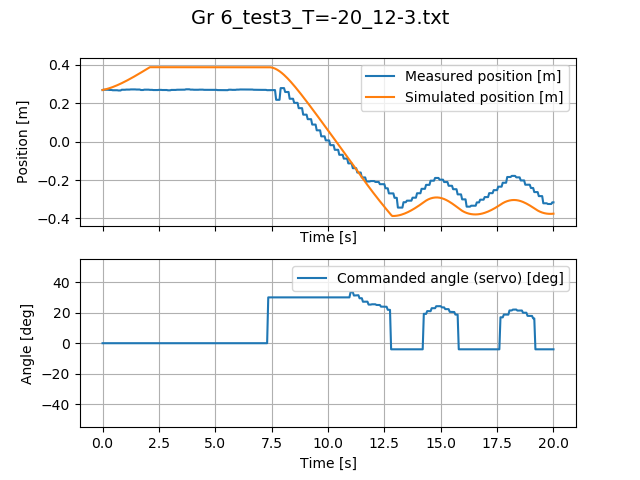 Gr 6_test3_T=-20_12-3.txt
0.4
0.2
0.0
−0.2
−0.4
Position [m]
Measured position [m]
Simulated position [m]
Time [s]
40
20
0
−20
−40
Angle [deg]
Commanded angle (servo) [deg]
0.0 2.5 5.0 7.5 10.0 12.5 15.0 17.5 20.0
Time [s]